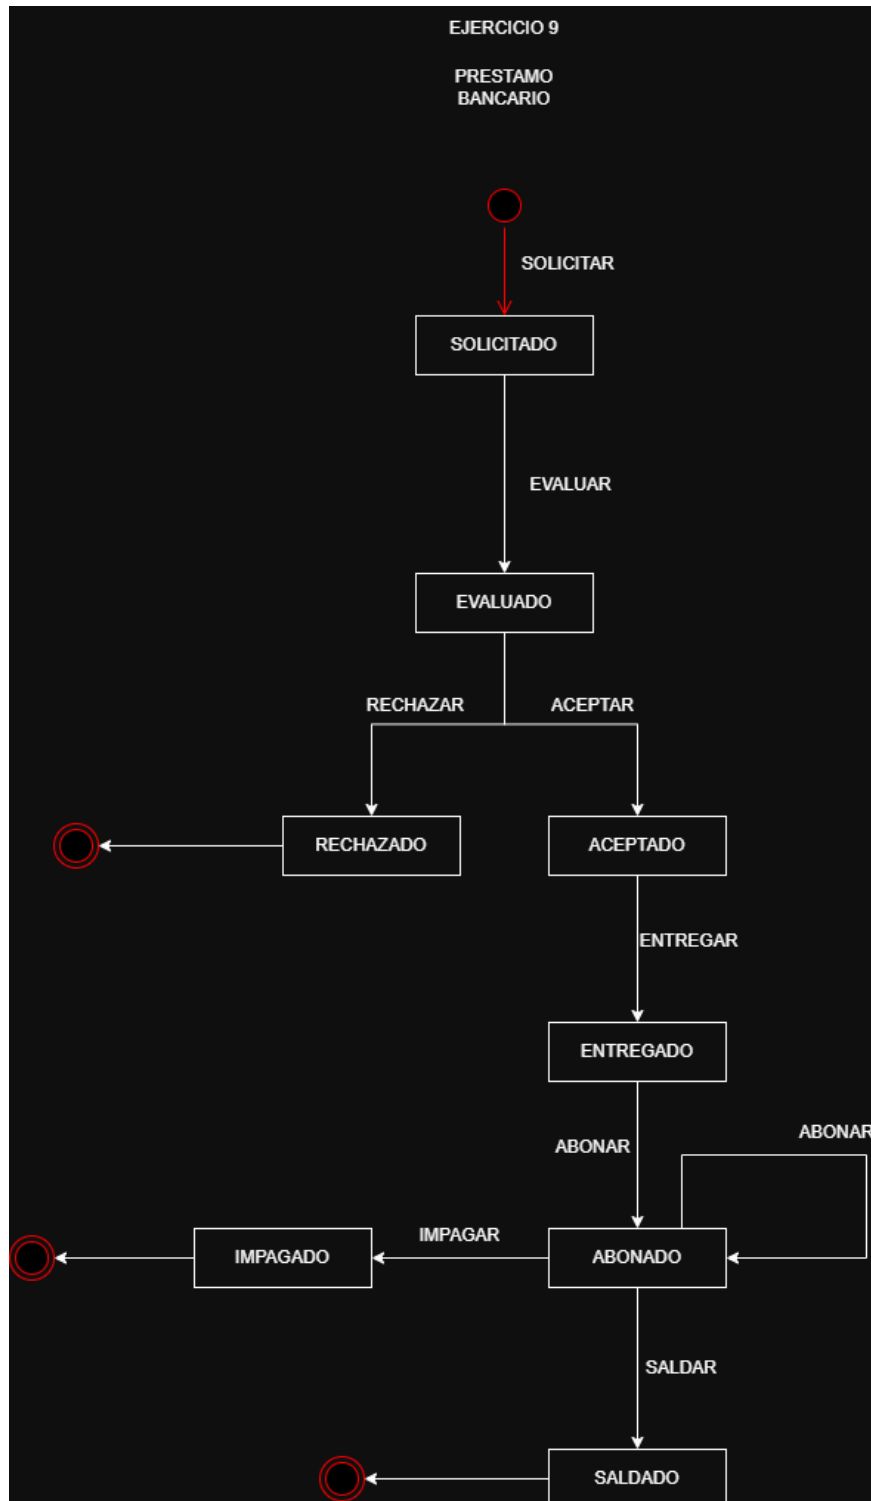 EJERCICIO 9
PRESTAMO
BANCARIO
SOLICITAR
SOLICITADO
EVALUAR
EVALUADO
RECHAZAR
ACEPTAR
RECHAZADO
ACEPTADO
ENTREGAR
ENTREGADO
ABONAR
ABONAR
IMPAGAR
IMPAGADO
ABONADO
SALDAR
SALDADO